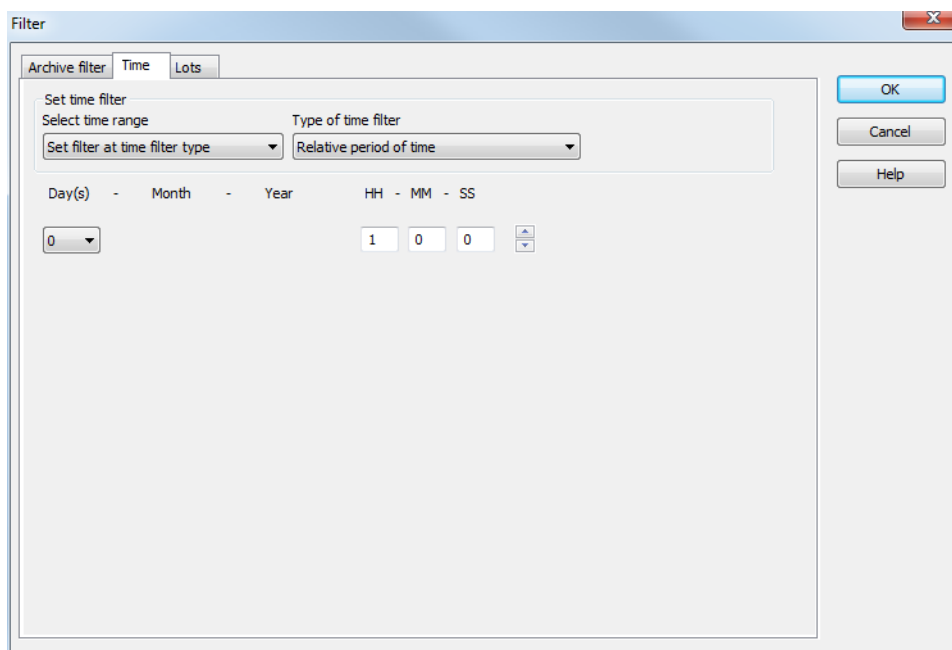 Filter
Archive filter Time Lots
Set time filter
Select time range Type of time filter
Set filter at time filter type Relative period of time
Day(s) - Month - Year HH - MM - SS
0 1 0 0
OK
Cancel
Help